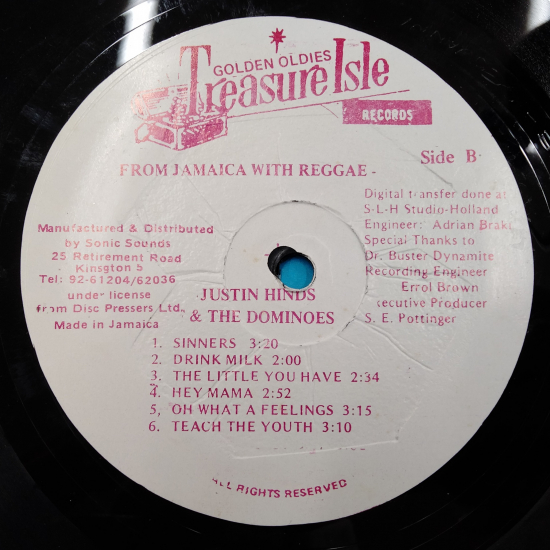 GOLDEN OLDIES
Treasure Isle
RECORDS
Side B
FROM JAMAICA WITH REGGAE -
Manufactured & Distributed
by Sonic Sounds
25 Retirement Road
Kinsgton 5
Tel: 92-61204/62036
under license
from Disc Pressers Ltd.
Made in Jamaica
Digital transfer done at
S-L-H Studio-Holland
Engineer: Adrian
Special Thanks to
Dr. Buster Dynamite
Recording Engineer
Errol Brown
ecutive Producer
S. E. Pottinger
JUSTIN HINDS
& THE DOMINOES
1. SINNERS 3:20
2. DRINK MILK 2:00
3. THE LITTLE YOU HAVE 2:34
4. HEY MAMA 2:52
5, OH WHAT A FEELINGS 3:15
6. TEACH THE YOUTH 3:10
ALL RIGHTS RESERVED